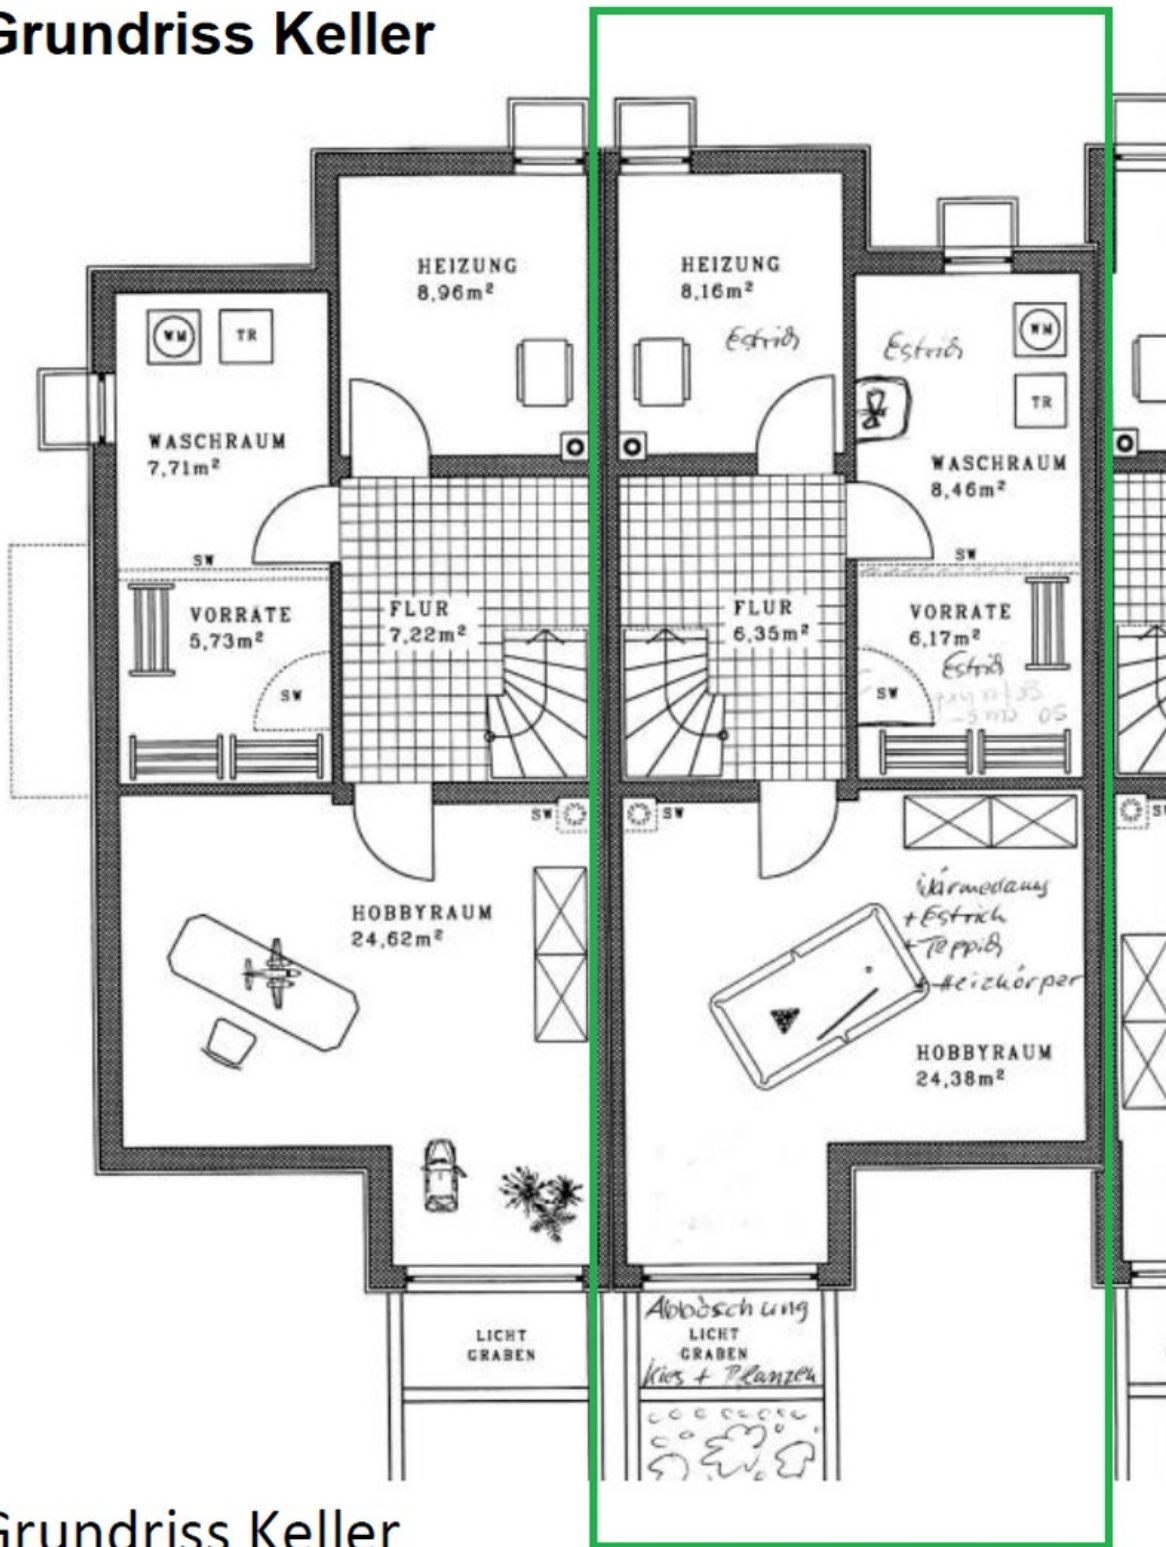 Grundriss Keller
HEIZUNG
8,96m²
HEIZUNG
8,16m²
Estrich
Estrich
WM
TR
WM
TR
WASCHRAUM
7,71m²
WASCHRAUM
8,46m²
SW
SW
VORRATE
5,73m²
FLUR
7,22m²
FLUR
6,35m²
VORRATE
6,17m²
Estrich
SW
SW
SW
SW
HOBBYRAUM
24,62m²
+ Estrich
+ Teppich
+ Heizkörper
HOBBYRAUM
24,38m²
LICHT
GRABEN
Abböschung
LICHT
GRABEN
Kies + Pflanzen
Grundriss Keller